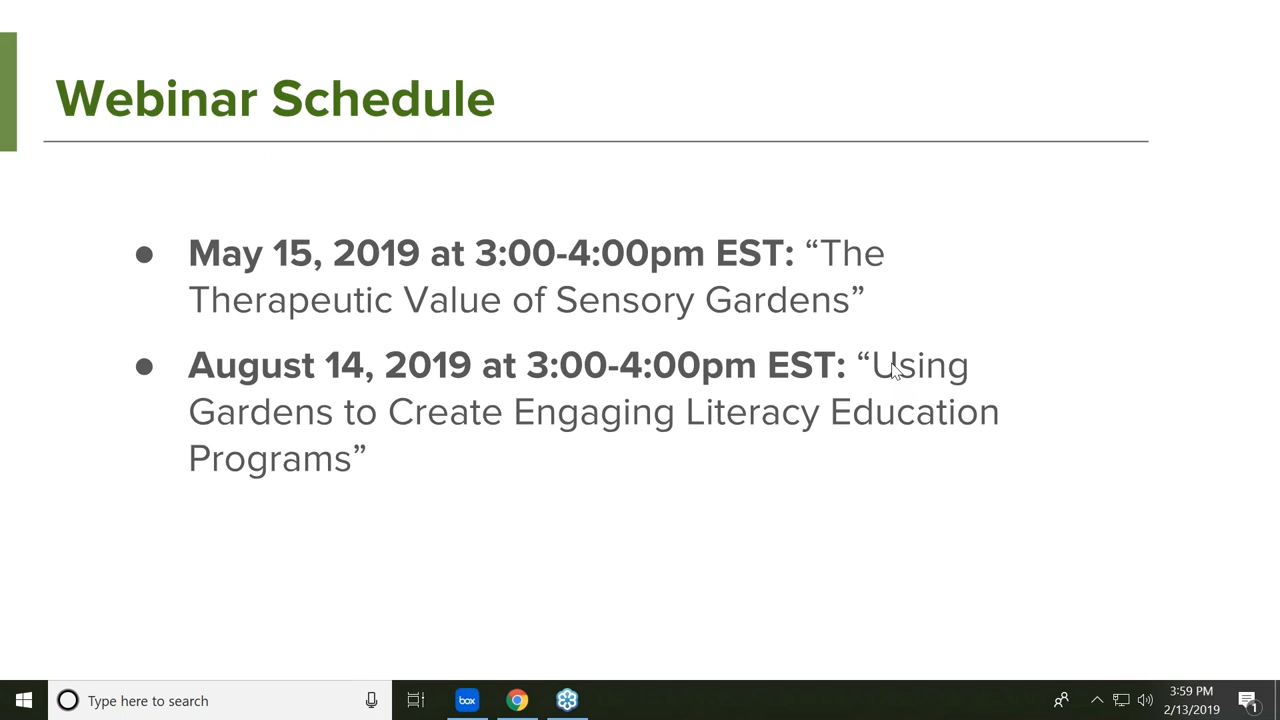 Webinar Schedule
● May 15, 2019 at 3:00-4:00pm EST: “The
Therapeutic Value of Sensory Gardens”
● August 14, 2019 at 3:00-4:00pm EST: “Using
Gardens to Create Engaging Literacy Education
Programs”
Type here to search
box
3:59 PM
2/13/2019
1